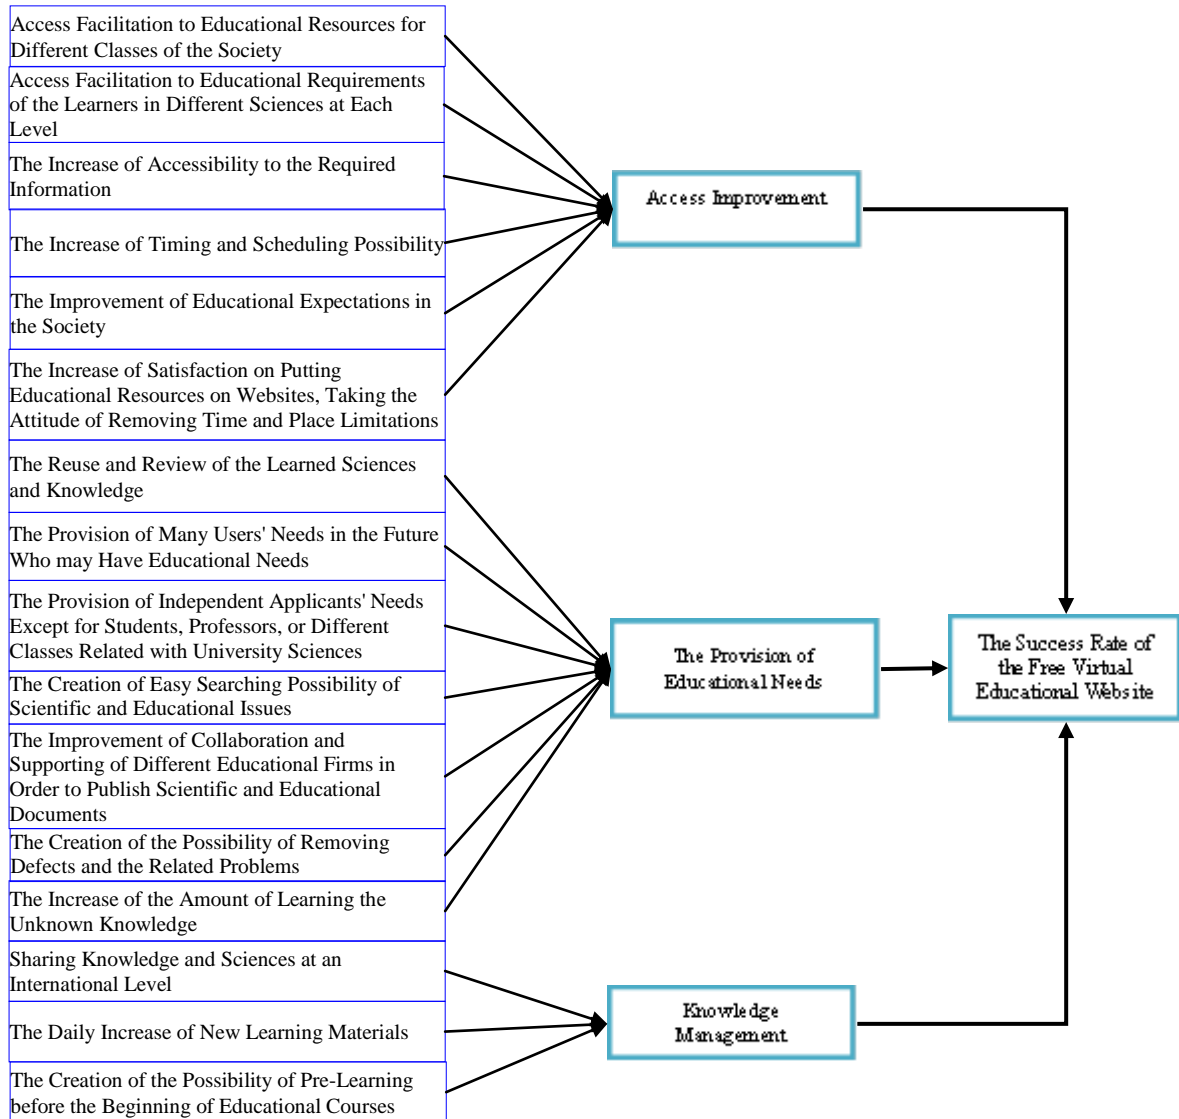 Access Facilitation to Educational Resources for
Different Classes of the Society
Access Facilitation to Educational Requirements
of the Learners in Different Sciences at Each
Level
The Increase of Accessibility to the Required
Information
The Increase of Timing and Scheduling Possibility
The Improvement of Educational Expectations in
the Society
The Increase of Satisfaction on Putting
Educational Resources on Websites, Taking the
Attitude of Removing Time and Place Limitations
The Reuse and Review of the Learned Sciences
and Knowledge
The Provision of Many Users' Needs in the Future
Who may Have Educational Needs
The Provision of Independent Applicants' Needs
Except for Students, Professors, or Different
Classes Related with University Sciences
The Creation of Easy Searching Possibility of
Scientific and Educational Issues
The Improvement of Collaboration and
Supporting of Different Educational Firms in
Order to Publish Scientific and Educational
Documents
The Creation of the Possibility of Removing
Defects and the Related Problems
The Increase of the Amount of Learning the
Unknown Knowledge
Sharing Knowledge and Sciences at an
International Level
The Daily Increase of New Learning Materials
The Creation of the Possibility of Pre-Learning
before the Beginning of Educational Courses
Access Improvement
The Provision of
Educational Needs
Knowledge
Management
The Success Rate of
the Free Virtual
Educational Website